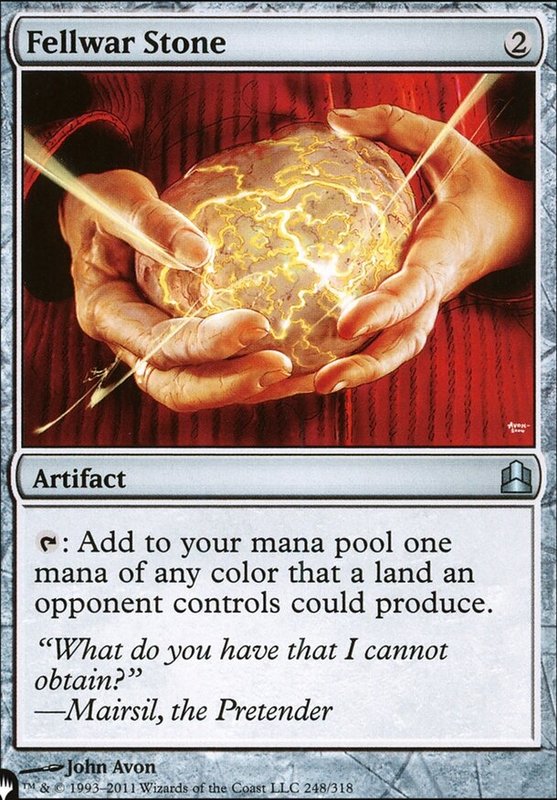 Fellwar Stone 2
AVON
Artifact
: Add to your mana pool one
mana of any color that a land an
opponent controls could produce.
“What do you have that I cannot
obtain?”
—Mairsil, the Pretender
John Avon
™ & © 1993–2011 Wizards of the Coast LLC 248/318